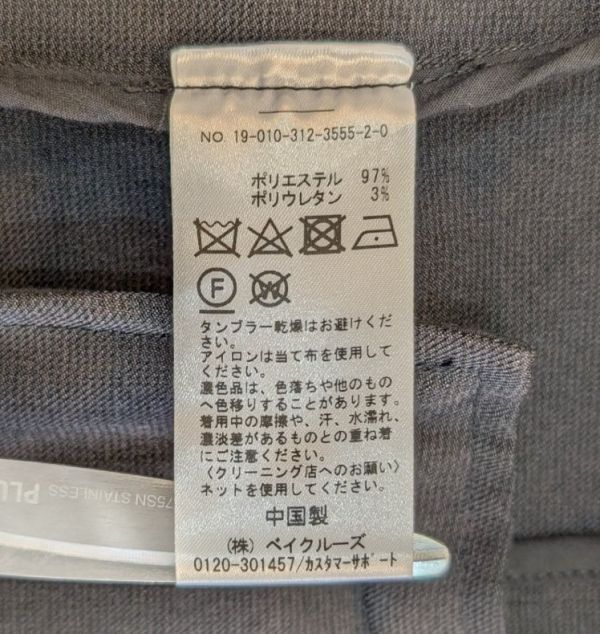 NO. 19-010-312-3555-2-0
ポリエステル 97%
ポリウレタン 3%
F
W
タンブラー乾燥はお避けくだ
さい。
アイロンは当て布を使用して
ください。
濃色品は、色落ちや他のもの
へ色移りすることがあります。
着用中の摩擦や、汗、水濡れ、
濃淡差があるものとの重ね着
にご注意ください。
〈クリーニング店へのお願い〉
ネットを使用してください。
中国製
(株) ベイクルーズ
0120-301457/カスタマーサポート
75SN STAINLESS PLU